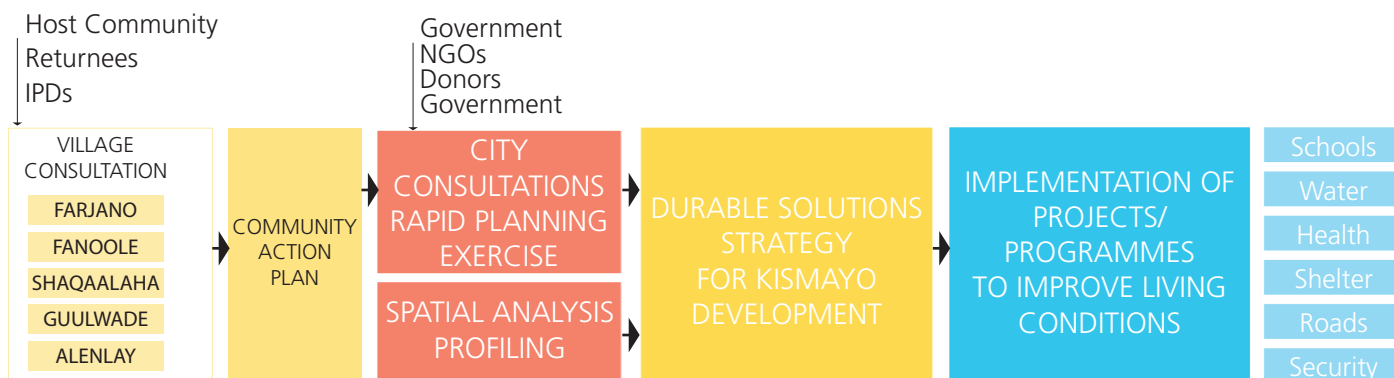 Host Community
Returnees
IPDs
VILLAGE
CONSULTATION
FARJANO
FANOOLE
SHAQAALAHA
GUULWADE
ALENLAY
COMMUNITY
ACTION
PLAN
Government
NGOs
Donors
Government
CITY
CONSULTATIONS
RAPID PLANNING
EXERCISE
SPATIAL ANALYSIS
PROFILING
DURABLE SOLUTIONS
STRATEGY
FOR KISMAYO
DEVELOPMENT
IMPLEMENTATION OF
PROJECTS/
PROGRAMMES
TO IMPROVE LIVING
CONDITIONS
Schools
Water
Health
Shelter
Roads
Security